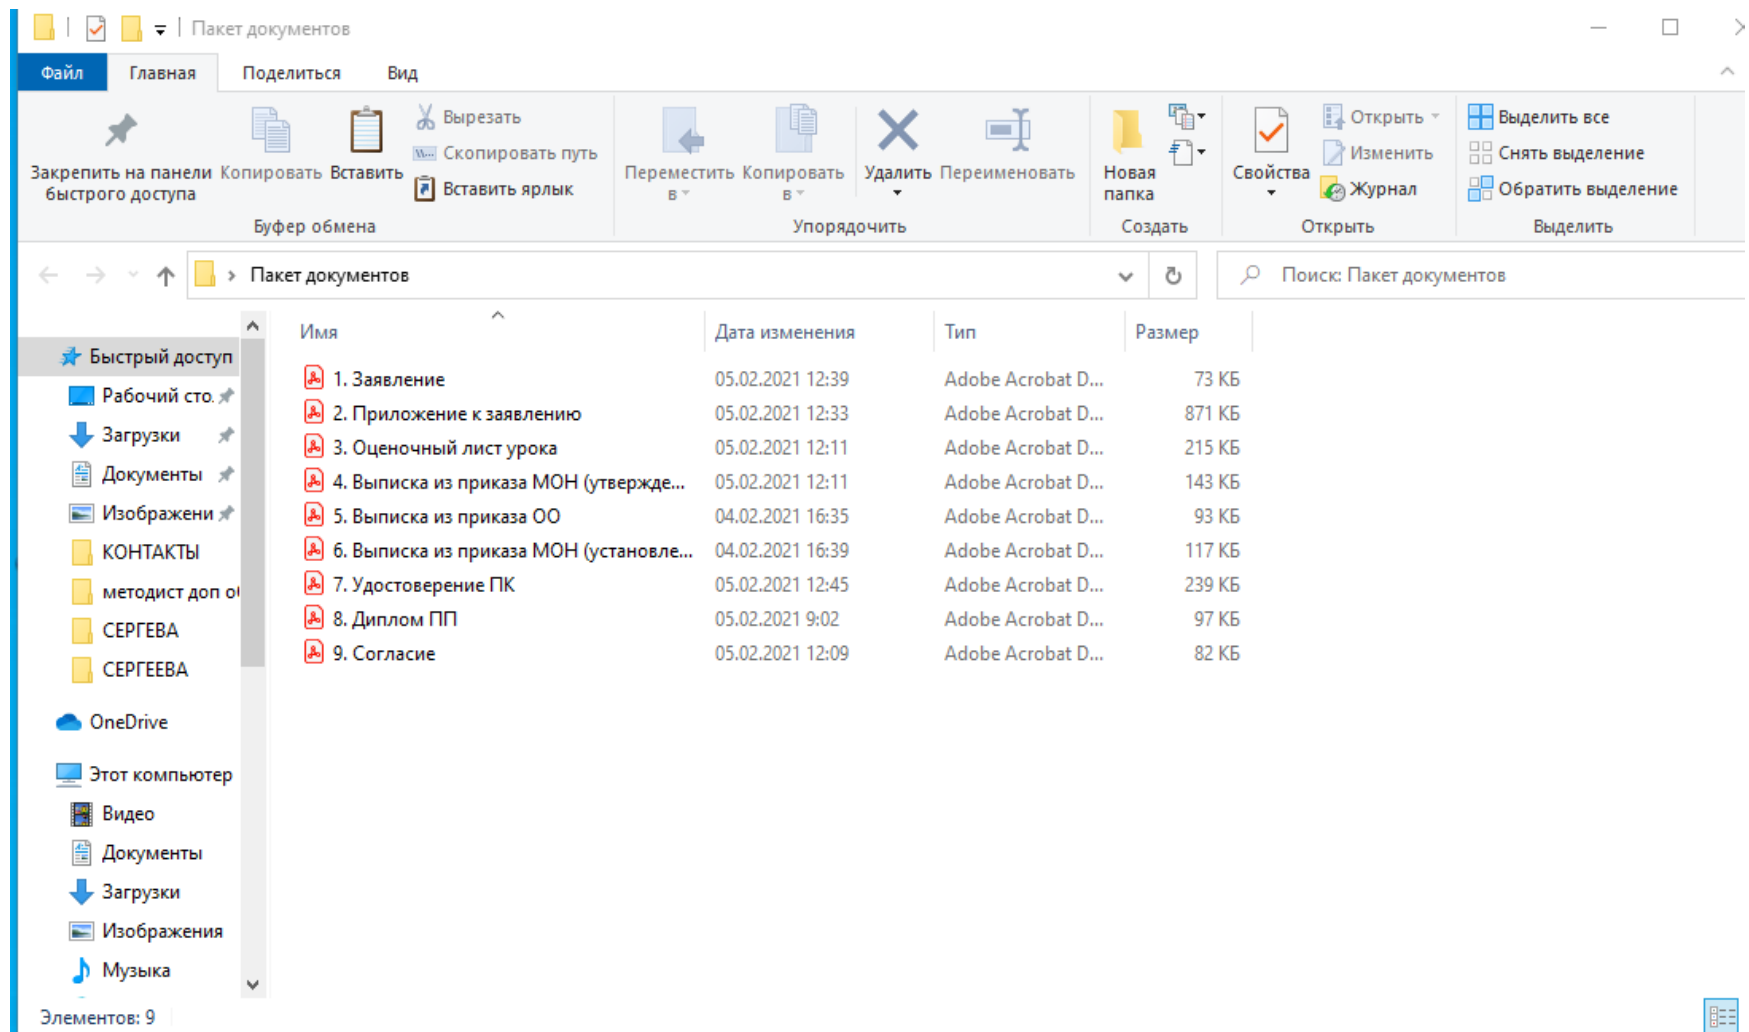 Пакет документов
Файл Главная Поделиться Вид
Закрепить на панели быстрого доступа
Копировать
Вставить
Вырезать
Скопировать путь
Вставить ярлык
Буфер обмена
Переместить в
Копировать в
Удалить
Переименовать
Упорядочить
Новая папка
Создать
Свойства
Открыть
Изменить
Журнал
Открыть
Выделить все
Снять выделение
Обратить выделение
Выделить
Пакет документов
Поиск: Пакет документов
Быстрый доступ
Рабочий сто.
Загрузки
Документы
Изображени
КОНТАКТЫ
методист доп
СЕРГЕВА
СЕРГЕЕВА
OneDrive
Этот компьютер
Видео
Документы
Загрузки
Изображения
Музыка
Имя Дата изменения Тип Размер
1. Заявление 05.02.2021 12:39 Adobe Acrobat D... 73 КБ
2. Приложение к заявлению 05.02.2021 12:33 Adobe Acrobat D... 871 КБ
3. Оценочный лист урока 05.02.2021 12:11 Adobe Acrobat D... 215 КБ
4. Выписка из приказа МОН (утвержде... 05.02.2021 12:11 Adobe Acrobat D... 143 КБ
5. Выписка из приказа ОО 04.02.2021 16:35 Adobe Acrobat D... 93 КБ
6. Выписка из приказа МОН (установле... 04.02.2021 16:39 Adobe Acrobat D... 117 КБ
7. Удостоверение ПК 05.02.2021 12:45 Adobe Acrobat D... 239 КБ
8. Диплом ПП 05.02.2021 9:02 Adobe Acrobat D... 97 КБ
9. Согласие 05.02.2021 12:09 Adobe Acrobat D... 82 КБ
Элементов: 9